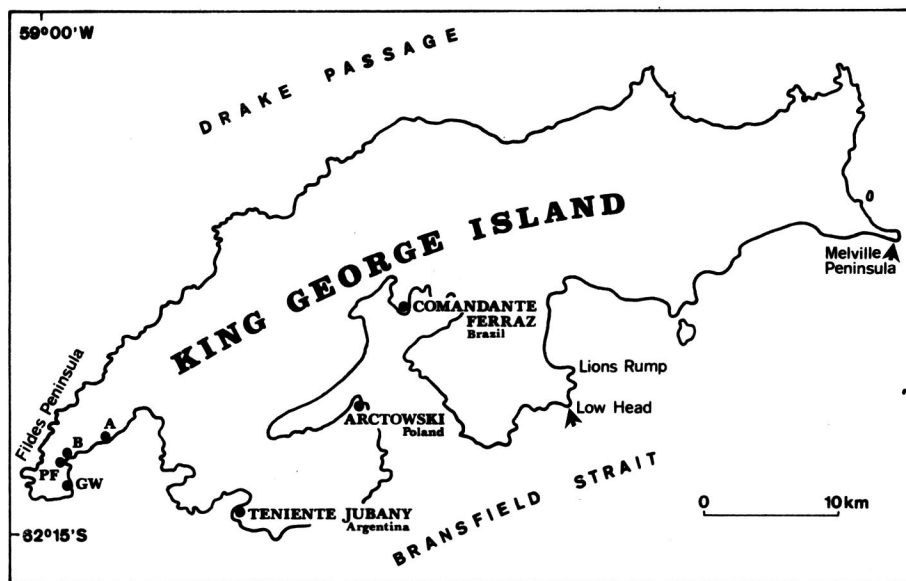 59°00' W
DRAKE PASSAGE
KING GEORGE ISLAND
Melville
Peninsula
COMANDANTE
FERRAZ
Brazil
Fildes Peninsula
Lions Rump
ARCTOWSKI
Poland
Low Head
A
B
PF
GW
TENIENTE JUBANY
Argentina
BRANSFIELD STRAIT
0 10km
62°15'S